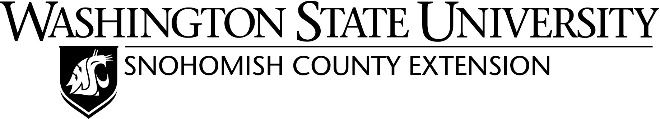 WASHINGTON STATE UNIVERSITY
SNOHOMISH COUNTY EXTENSION